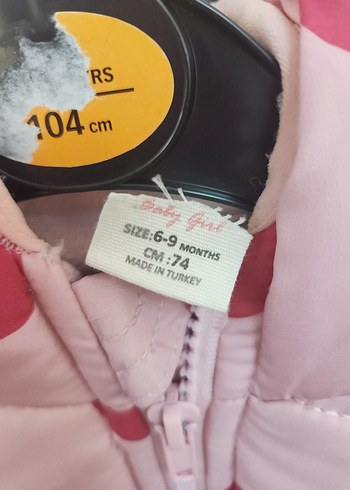 YRS
104 cm
Baby Girl
SIZE:6-9 MONTHS
CM:74
MADE IN TURKEY